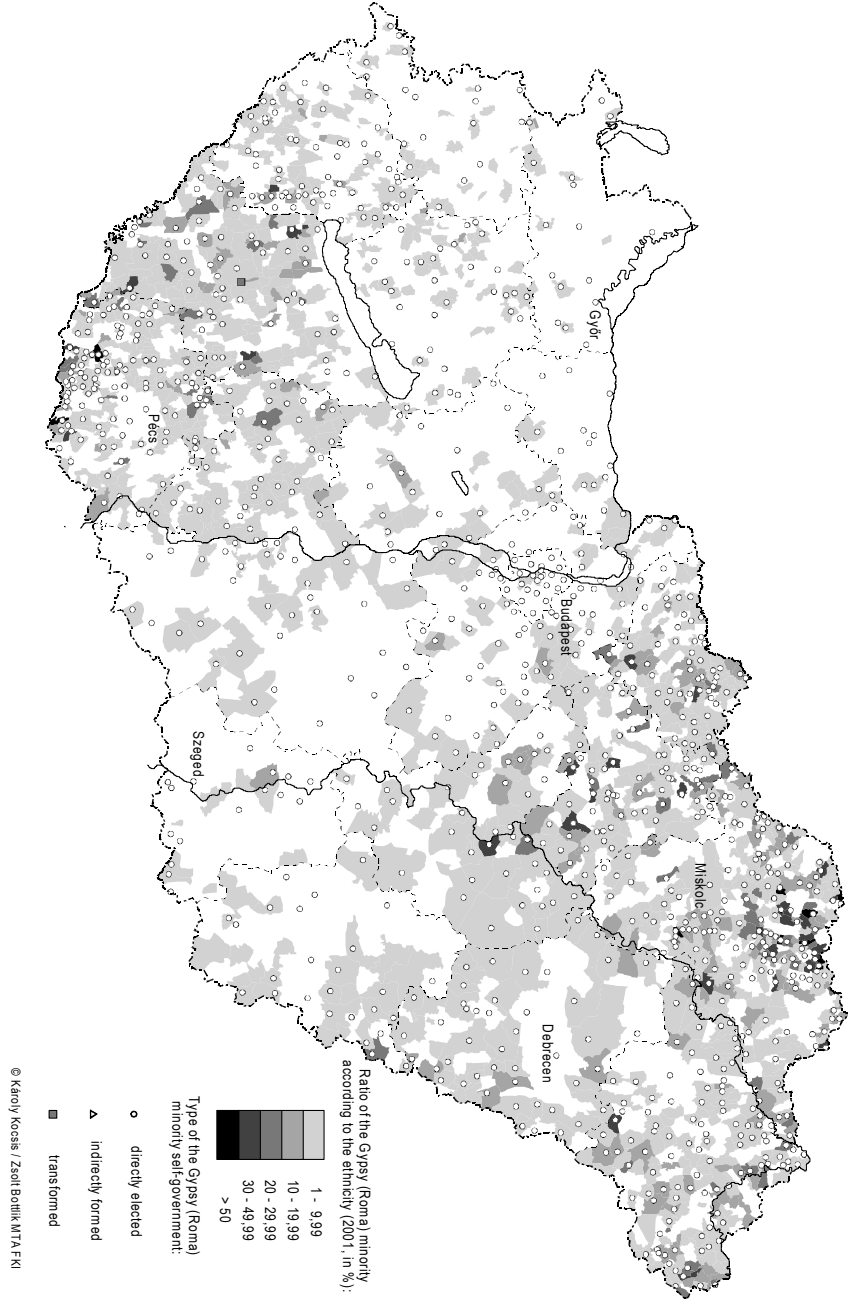 Győr
Budapest
Miskolc
Pécs
Szeged
Debrecen
Ratio of the Gypsy (Roma) minority
according to the ethnicity (2001, in %):
1 - 9,99
10 - 19,99
20 - 29,99
30 - 49,99
> 50
Type of the Gypsy (Roma)
minority self-government:
directly elected
indirectly formed
transformed
© Károly Kocsis / Zsolt Bottlik MTA FKI